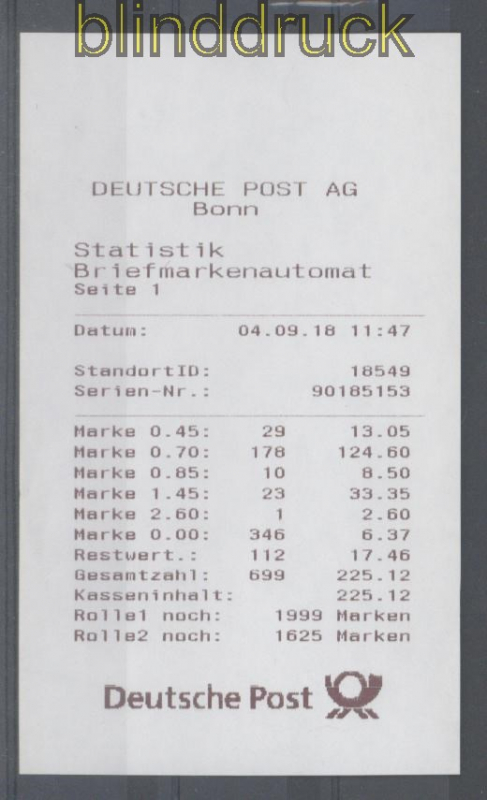 blinddruck
DEUTSCHE POST AG
Bonn
Statistik
Briefmarkenautomat
Seite 1
Datum: 04.09.18 11:47
StandortID: 18549
Serien-Nr.: 90185153
Marke 0.45: 29 13.05
Marke 0.70: 178 124.60
Marke 0.85: 10 8.50
Marke 1.45: 23 33.35
Marke 2.60: 1 2.60
Marke 0.00: 346 6.37
Restwert.: 112 17.46
Gesamtzahl: 699 225.12
Kasseninhalt: 225.12
Rolle1 noch: 1999 Marken
Rolle2 noch: 1625 Marken
Deutsche Post